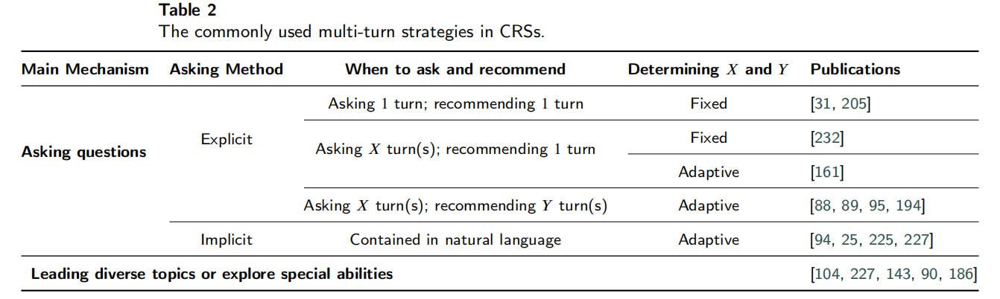 Table 2
The commonly used multi-turn strategies in CRSs.
Main Mechanism Asking Method When to ask and recommend Determining X and Y Publications
Asking 1 turn; recommending 1 turn Fixed [31, 205]
Explicit
Asking questions
Asking X turn(s); recommending 1 turn
Fixed [232]
Adaptive [161]
Asking X turn(s); recommending Y turn(s) Adaptive [88, 89, 95, 194]
Implicit Contained in natural language Adaptive [94, 25, 225, 227]
Leading diverse topics or explore special abilities [104, 227, 143, 90, 186]